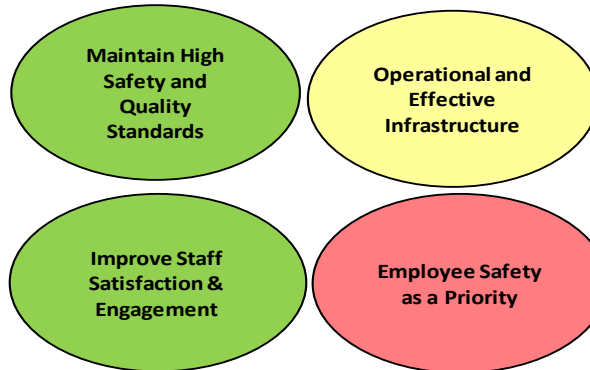 Maintain High
Safety and
Quality
Standards
Operational and
Effective
Infrastructure
Improve Staff
Satisfaction &
Engagement
Employee Safety
as a Priority